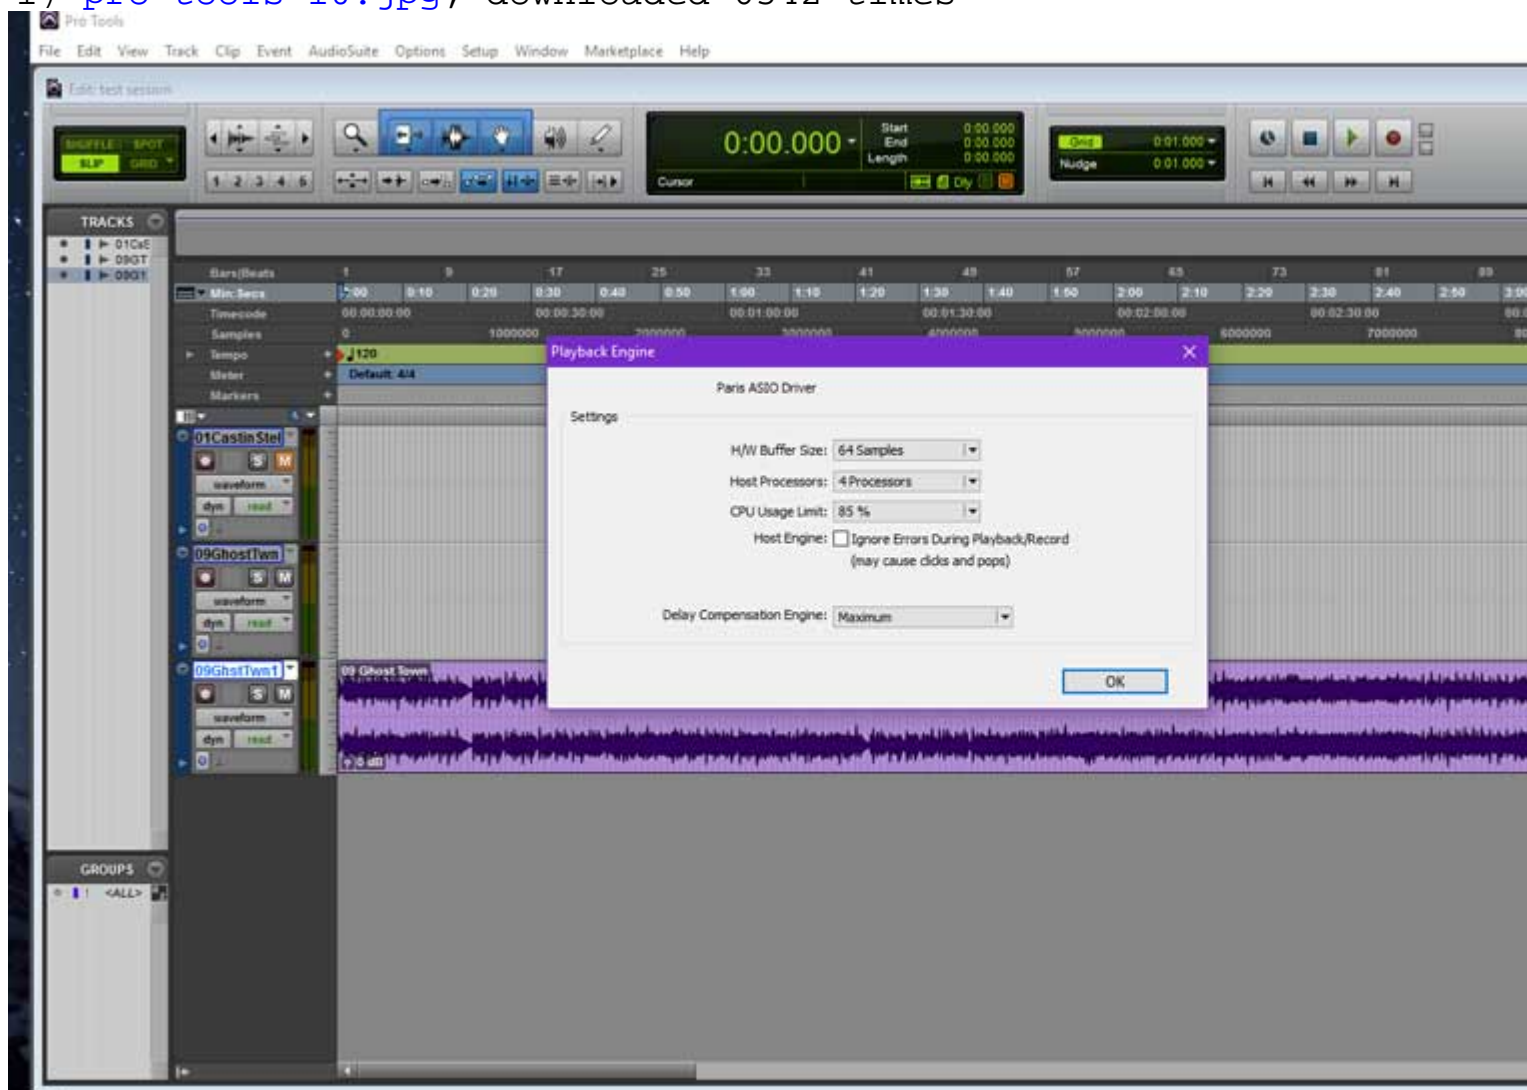 Pro Tools
File Edit View Track Clip Event AudioSuite Options Setup Window Marketplace Help
Edit: test session
SHUFFLE SPOT
SLIP GRID
1 2 3 4 5
0:00.000
Start 0:00.000
End 0:00.000
Length 0:00.000
Cursor
Dly
Grid 0:01.000
Nudge 0:01.000
TRACKS
01CaS
09GT
09G1
Bars|Beats 1 9 17 25 33 41 49 57 65 73 81 89
Min:Secs 0:00 0:10 0:20 0:30 0:40 0:50 1:00 1:10 1:20 1:30 1:40 1:50 2:00 2:10 2:20 2:30 2:40 2:50 3:00
Timecode 00:00:00:00 00:00:30:00 00:01:00:00 00:01:30:00 00:02:00:00 00:02:30:00
Samples 0 1000000 2000000 3000000 4000000 5000000 6000000 7000000
Tempo 120
Meter Default: 4/4
Markers
Playback Engine
Paris ASIO Driver
Settings
H/W Buffer Size: 64 Samples
Host Processors: 4 Processors
CPU Usage Limit: 85 %
Host Engine: Ignore Errors During Playback/Record
(may cause clicks and pops)
Delay Compensation Engine: Maximum
OK
01CastinStel
S M
waveform
dyn read
09GhostTwn
S M
waveform
dyn read
09GhstTwn1
S M
waveform
dyn read
09 Ghost Town
0 dB
GROUPS
! <ALL>